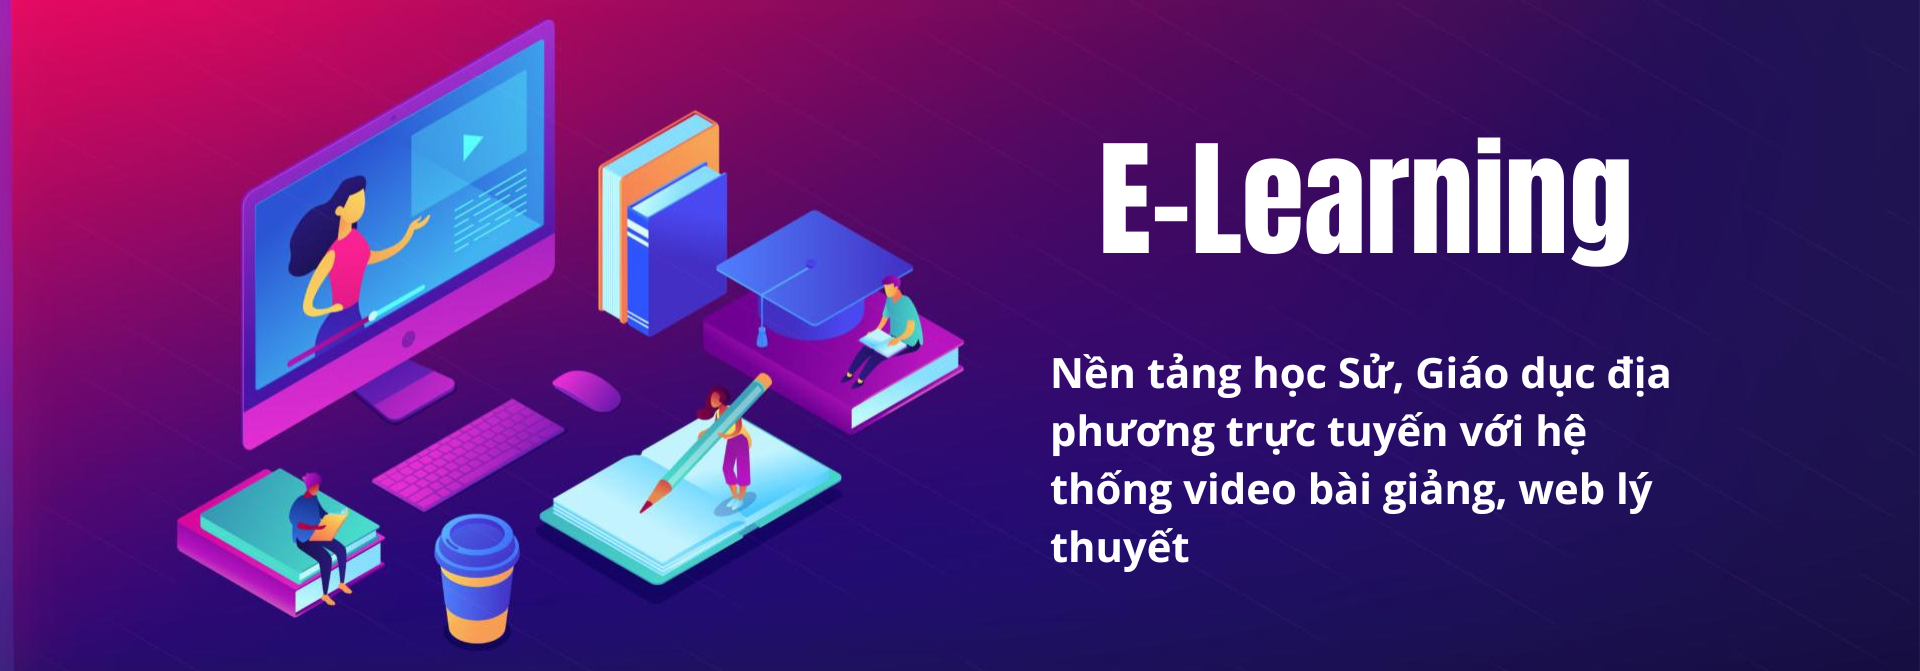 E-Learning
Nền tảng học Sử, Giáo dục địa
phương trực tuyến với hệ
thống video bài giảng, web lý
thuyết